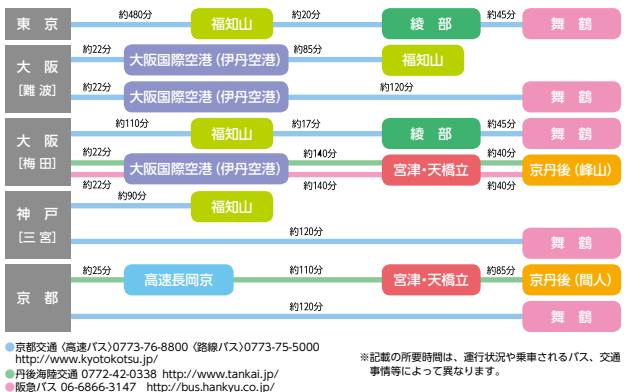 東京 約480分 福知山 約20分 綾部 約45分 舞鶴
大阪
[難波]
約22分 大阪国際空港(伊丹空港) 約85分 福知山
約22分 大阪国際空港(伊丹空港) 約120分 舞鶴
大阪
[梅田]
約110分 福知山 約17分 綾部 約45分 舞鶴
約22分 大阪国際空港(伊丹空港) 約140分 宮津・天橋立 約40分 京丹後(峰山)
約22分 約140分 約40分
神戸
[三宮]
約90分 福知山
約120分 舞鶴
京都
約25分 高速長岡京 約110分 宮津・天橋立 約85分 京丹後(間人)
約120分 舞鶴
●京都交通〈高速バス〉0773-76-8800〈路線バス〉0773-75-5000
http://www.kyotokotsu.jp/
●丹後海陸交通 0772-42-0338 http://www.tankai.jp/
●阪急バス 06-6866-3147 http://bus.hankyu.co.jp/
※記載の所要時間は、運行状況や乗車されるバス、交通
事情等によって異なります。